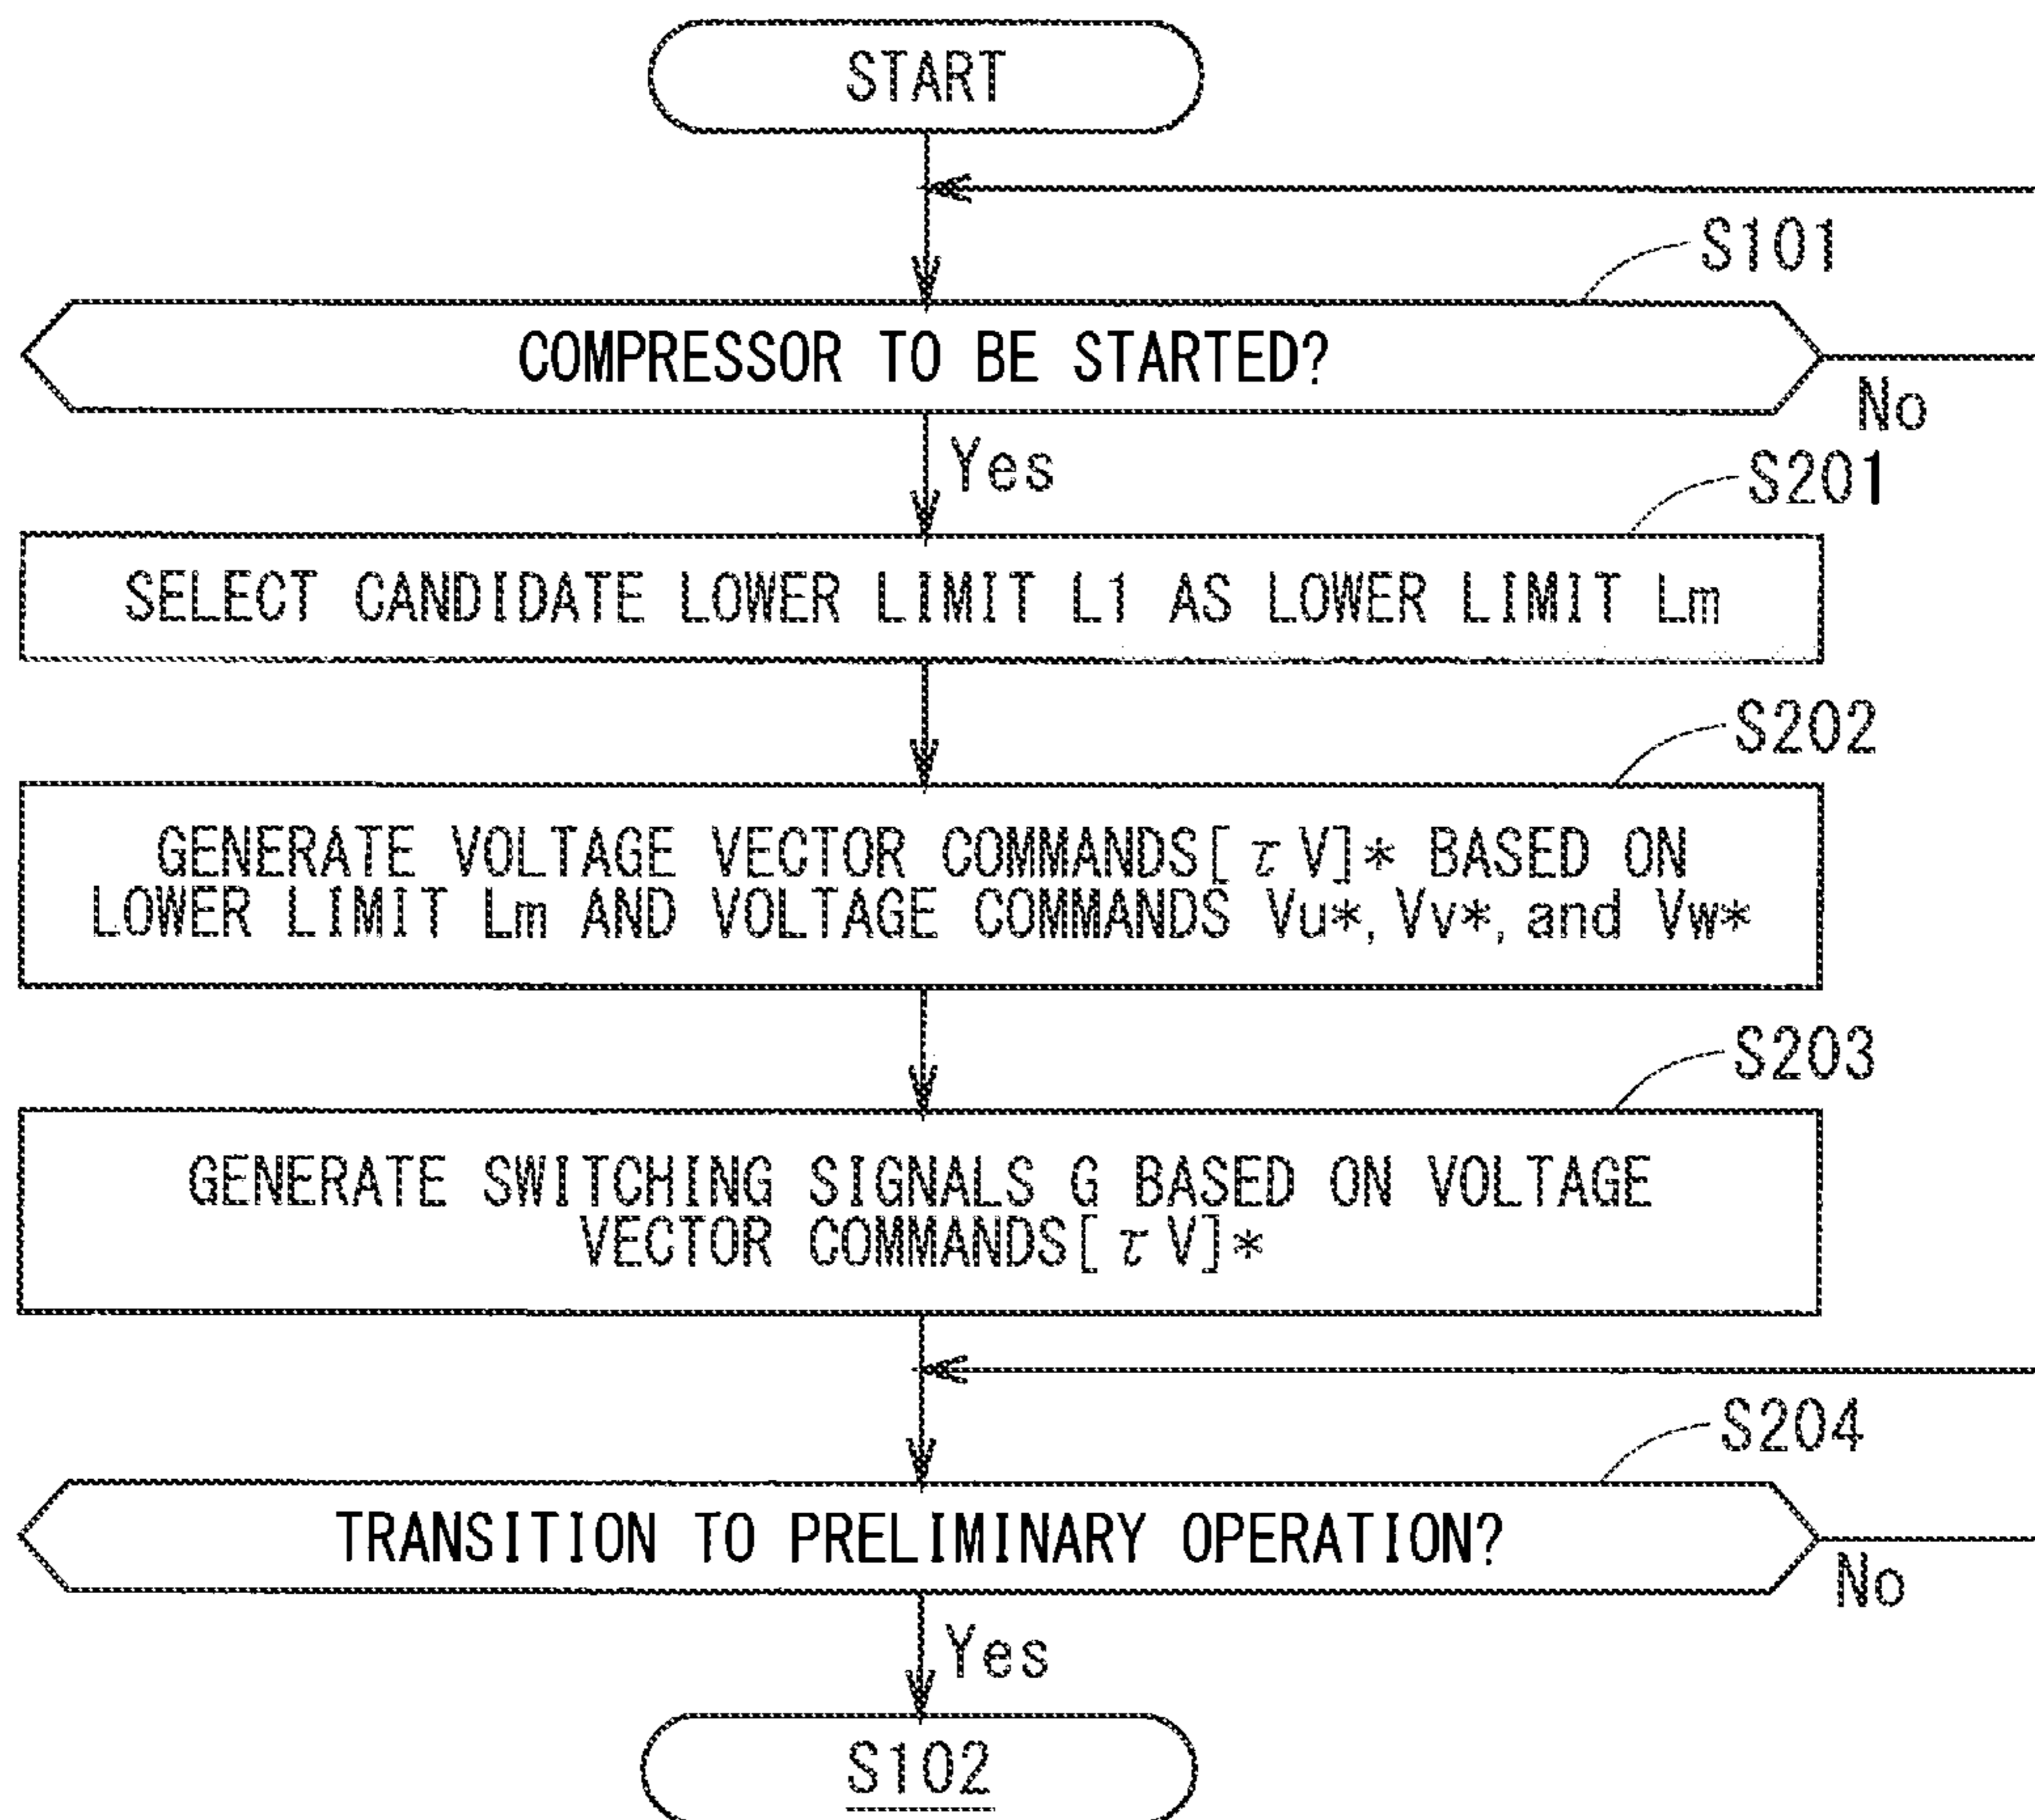 START
S101
COMPRESSOR TO BE STARTED?
No
Yes
S201
SELECT CANDIDATE LOWER LIMIT L1 AS LOWER LIMIT Lm
S202
GENERATE VOLTAGE VECTOR COMMANDS[τV]* BASED ON
LOWER LIMIT Lm AND VOLTAGE COMMANDS Vu*, Vv*, and Vw*
S203
GENERATE SWITCHING SIGNALS G BASED ON VOLTAGE
VECTOR COMMANDS[τV]*
S204
TRANSITION TO PRELIMINARY OPERATION?
No
Yes
S102